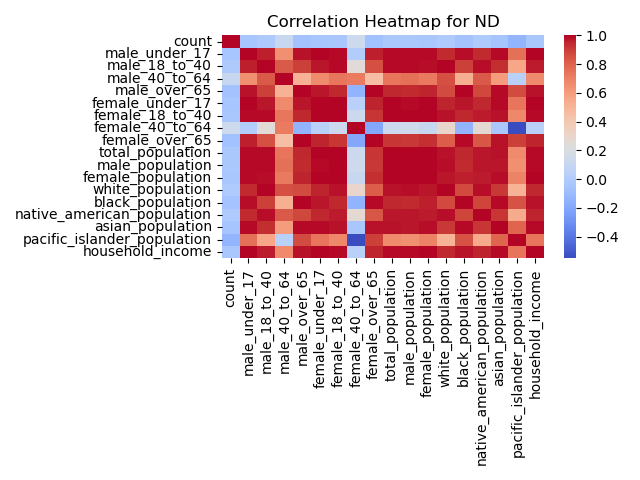 Correlation Heatmap for ND
count
male_under_17
male_18_to_40
male_40_to_64
male_over_65
female_under_17
female_18_to_40
female_40_to_64
female_over_65
total_population
male_population
female_population
white_population
black_population
native_american_population
asian_population
pacific_islander_population
household_income
count
male_under_17
male_18_to_40
male_40_to_64
male_over_65
female_under_17
female_18_to_40
female_40_to_64
female_over_65
total_population
male_population
female_population
white_population
black_population
native_american_population
asian_population
pacific_islander_population
household_income
1.0
0.8
0.6
0.4
0.2
0.0
−0.2
−0.4